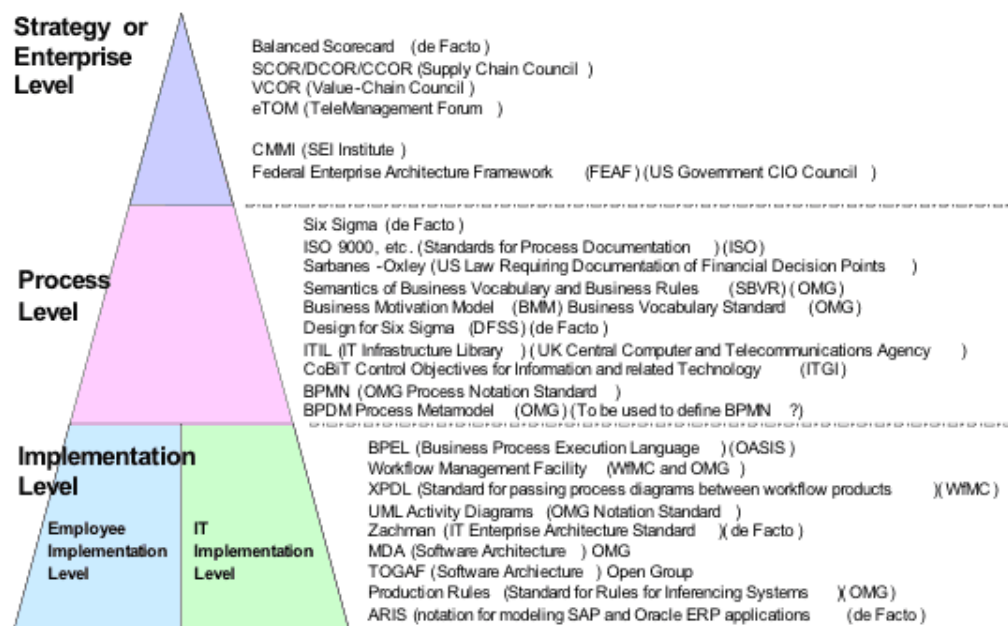 Strategy or
Enterprise
Level
Balanced Scorecard (de Facto )
SCOR/DCOR/CCOR (Supply Chain Council )
VCOR (Value-Chain Council )
eTOM (TeleManagement Forum )
CMMI (SEI Institute )
Federal Enterprise Architecture Framework (FEAF) (US Government CIO Council )
Process
Level
Six Sigma (de Facto )
ISO 9000, etc. (Standards for Process Documentation )(ISO)
Sarbanes -Oxley (US Law Requiring Documentation of Financial Decision Points )
Semantics of Business Vocabulary and Business Rules (SBVR) ( OMG)
Business Motivation Model (BMM) Business Vocabulary Standard (OMG)
Design for Six Sigma (DFSS) (de Facto )
ITIL (IT Infrastructure Library ) ( UK Central Computer and Telecommunications Agency )
CoBiT Control Objectives for Information and related Technology (ITGI)
BPMN (OMG Process Notation Standard )
BPDM Process Metamodel (OMG) (To be used to define BPMN ?)
Implementation
Level
Employee
Implementation
Level
IT
Implementation
Level
BPEL (Business Process Execution Language )(OASIS )
Workflow Management Facility (WfMC and OMG )
XPDL (Standard for passing process diagrams between workflow products )( WfMC)
UML Activity Diagrams (OMG Notation Standard )
Zachman (IT Enterprise Architecture Standard )( de Facto )
MDA (Software Architecture ) OMG
TOGAF (Software Archiecture ) Open Group
Production Rules (Standard for Rules for Inferencing Systems )( OMG)
ARIS (notation for modeling SAP and Oracle ERP applications (de Facto )